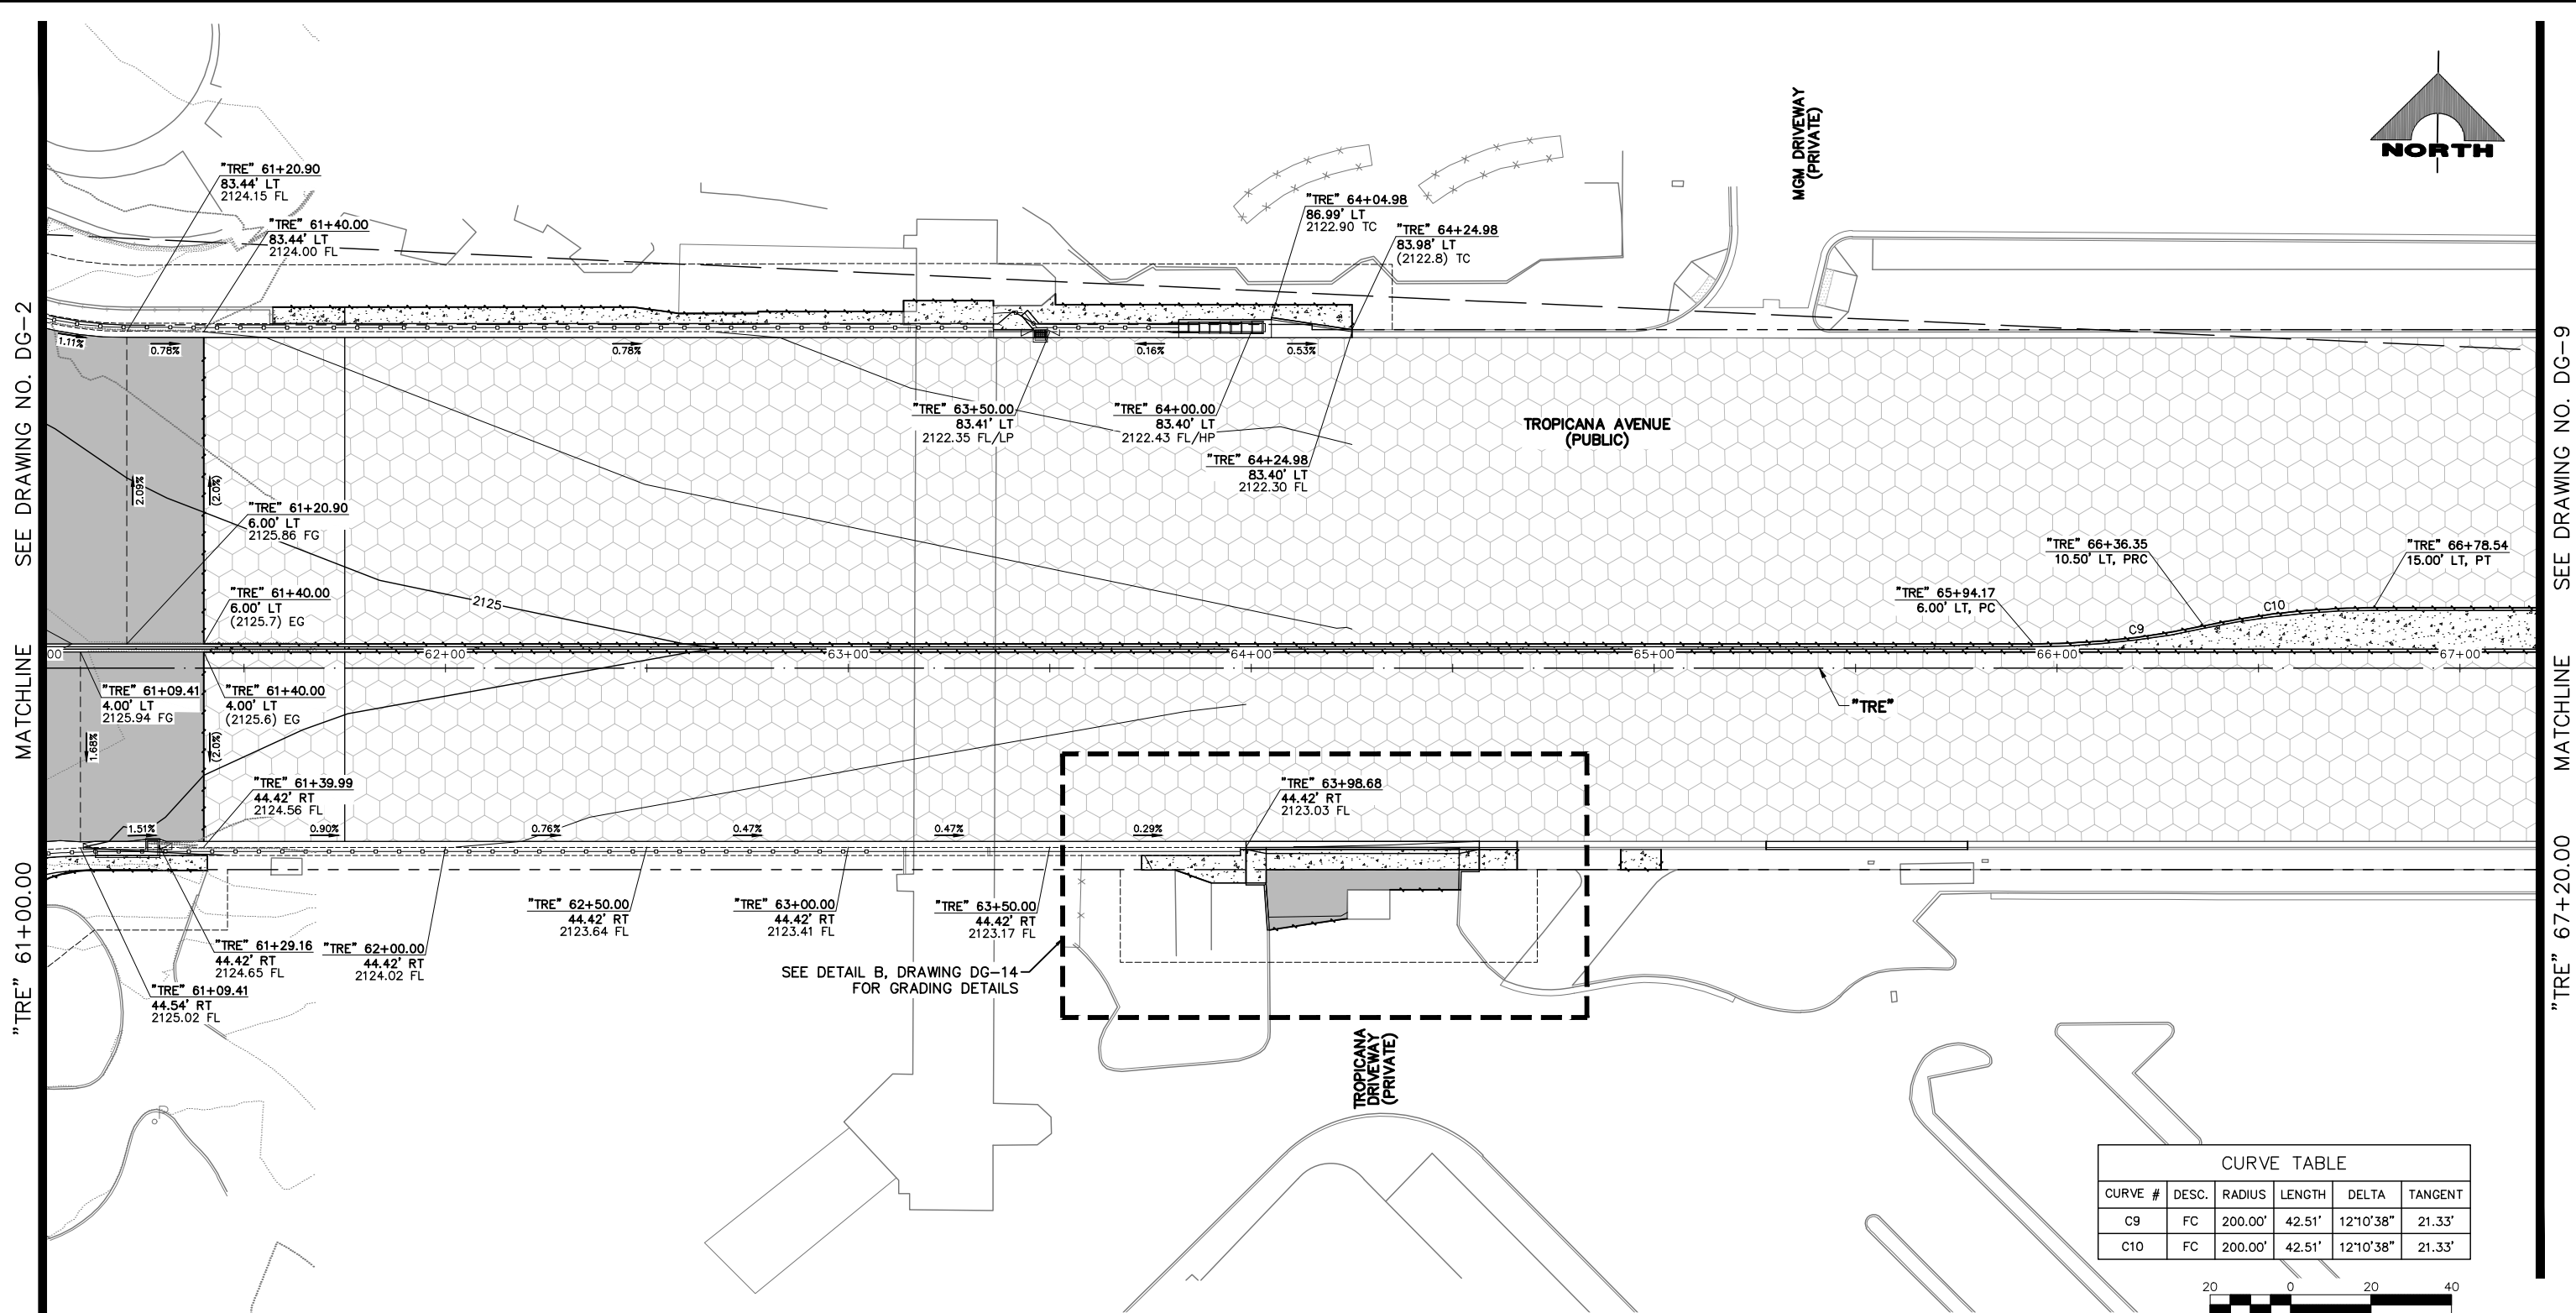 "TRE" 61+00.00 MATCHLINE SEE DRAWING NO. DG-2
"TRE" 61+20.90
83.44' LT
2124.15 FL
"TRE" 61+40.00
83.44' LT
2124.00 FL
"TRE" 64+04.98
86.99' LT
2122.90 TC
"TRE" 64+24.98
83.98' LT
(2122.8) TC
MGM DRIVEWAY
(PRIVATE)
NORTH
1.11%
0.78%
0.78%
0.16%
0.53%
"TRE" 63+50.00
83.41' LT
2122.35 FL/LP
"TRE" 64+00.00
83.40' LT
2122.43 FL/HP
"TRE" 64+24.98
83.40' LT
2122.30 FL
TROPICANA AVENUE
(PUBLIC)
2.09%
(2.0%)
"TRE" 61+20.90
6.00' LT
2125.86 FG
"TRE" 61+40.00
6.00' LT
(2125.7) EG
2125
"TRE" 65+94.17
6.00' LT, PC
"TRE" 66+36.35
10.50' LT, PRC
"TRE" 66+78.54
15.00' LT, PT
C9
C10
00
62+00
63+00
64+00
65+00
66+00
67+00
"TRE" 61+09.41
4.00' LT
2125.94 FG
"TRE" 61+40.00
4.00' LT
(2125.6) EG
"TRE"
1.68%
(2.0%)
"TRE" 61+39.99
44.42' RT
2124.56 FL
"TRE" 63+98.68
44.42' RT
2123.03 FL
1.51%
0.90%
0.76%
0.47%
0.47%
0.29%
"TRE" 62+50.00
44.42' RT
2123.64 FL
"TRE" 63+00.00
44.42' RT
2123.41 FL
"TRE" 63+50.00
44.42' RT
2123.17 FL
"TRE" 61+29.16
44.42' RT
2124.65 FL
"TRE" 62+00.00
44.42' RT
2124.02 FL
"TRE" 61+09.41
44.54' RT
2125.02 FL
SEE DETAIL B, DRAWING DG-14
FOR GRADING DETAILS
TROPICANA
DRIVEWAY
(PRIVATE)
"TRE" 67+20.00 MATCHLINE SEE DRAWING NO. DG-9
CURVE TABLE
CURVE # DESC. RADIUS LENGTH DELTA TANGENT
C9 FC 200.00' 42.51' 12°10'38" 21.33'
C10 FC 200.00' 42.51' 12°10'38" 21.33'
20 0 20 40